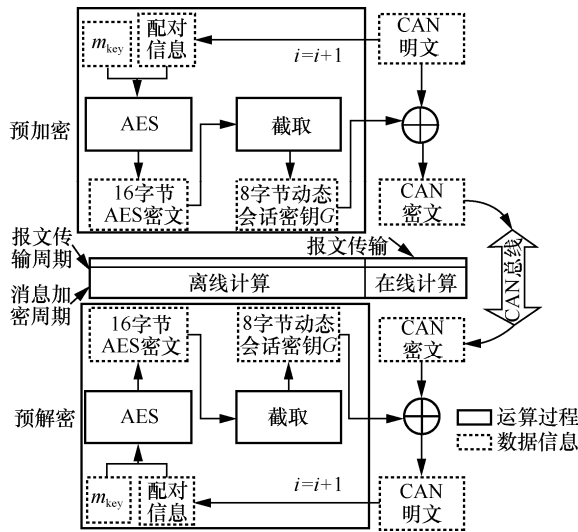 m_key
配对
信息
i=i+1
CAN
明文
预加密
AES
截取
16字节
AES密文
8字节动态
会话密钥G
CAN
密文
报文传
输周期
报文传输
消息加
密周期
离线计算
在线计算
CAN总线
16字节
AES密文
8字节动态
会话密钥G
CAN
密文
预解密
AES
截取
运算过程
数据信息
m_key
配对
信息
i=i+1
CAN
明文